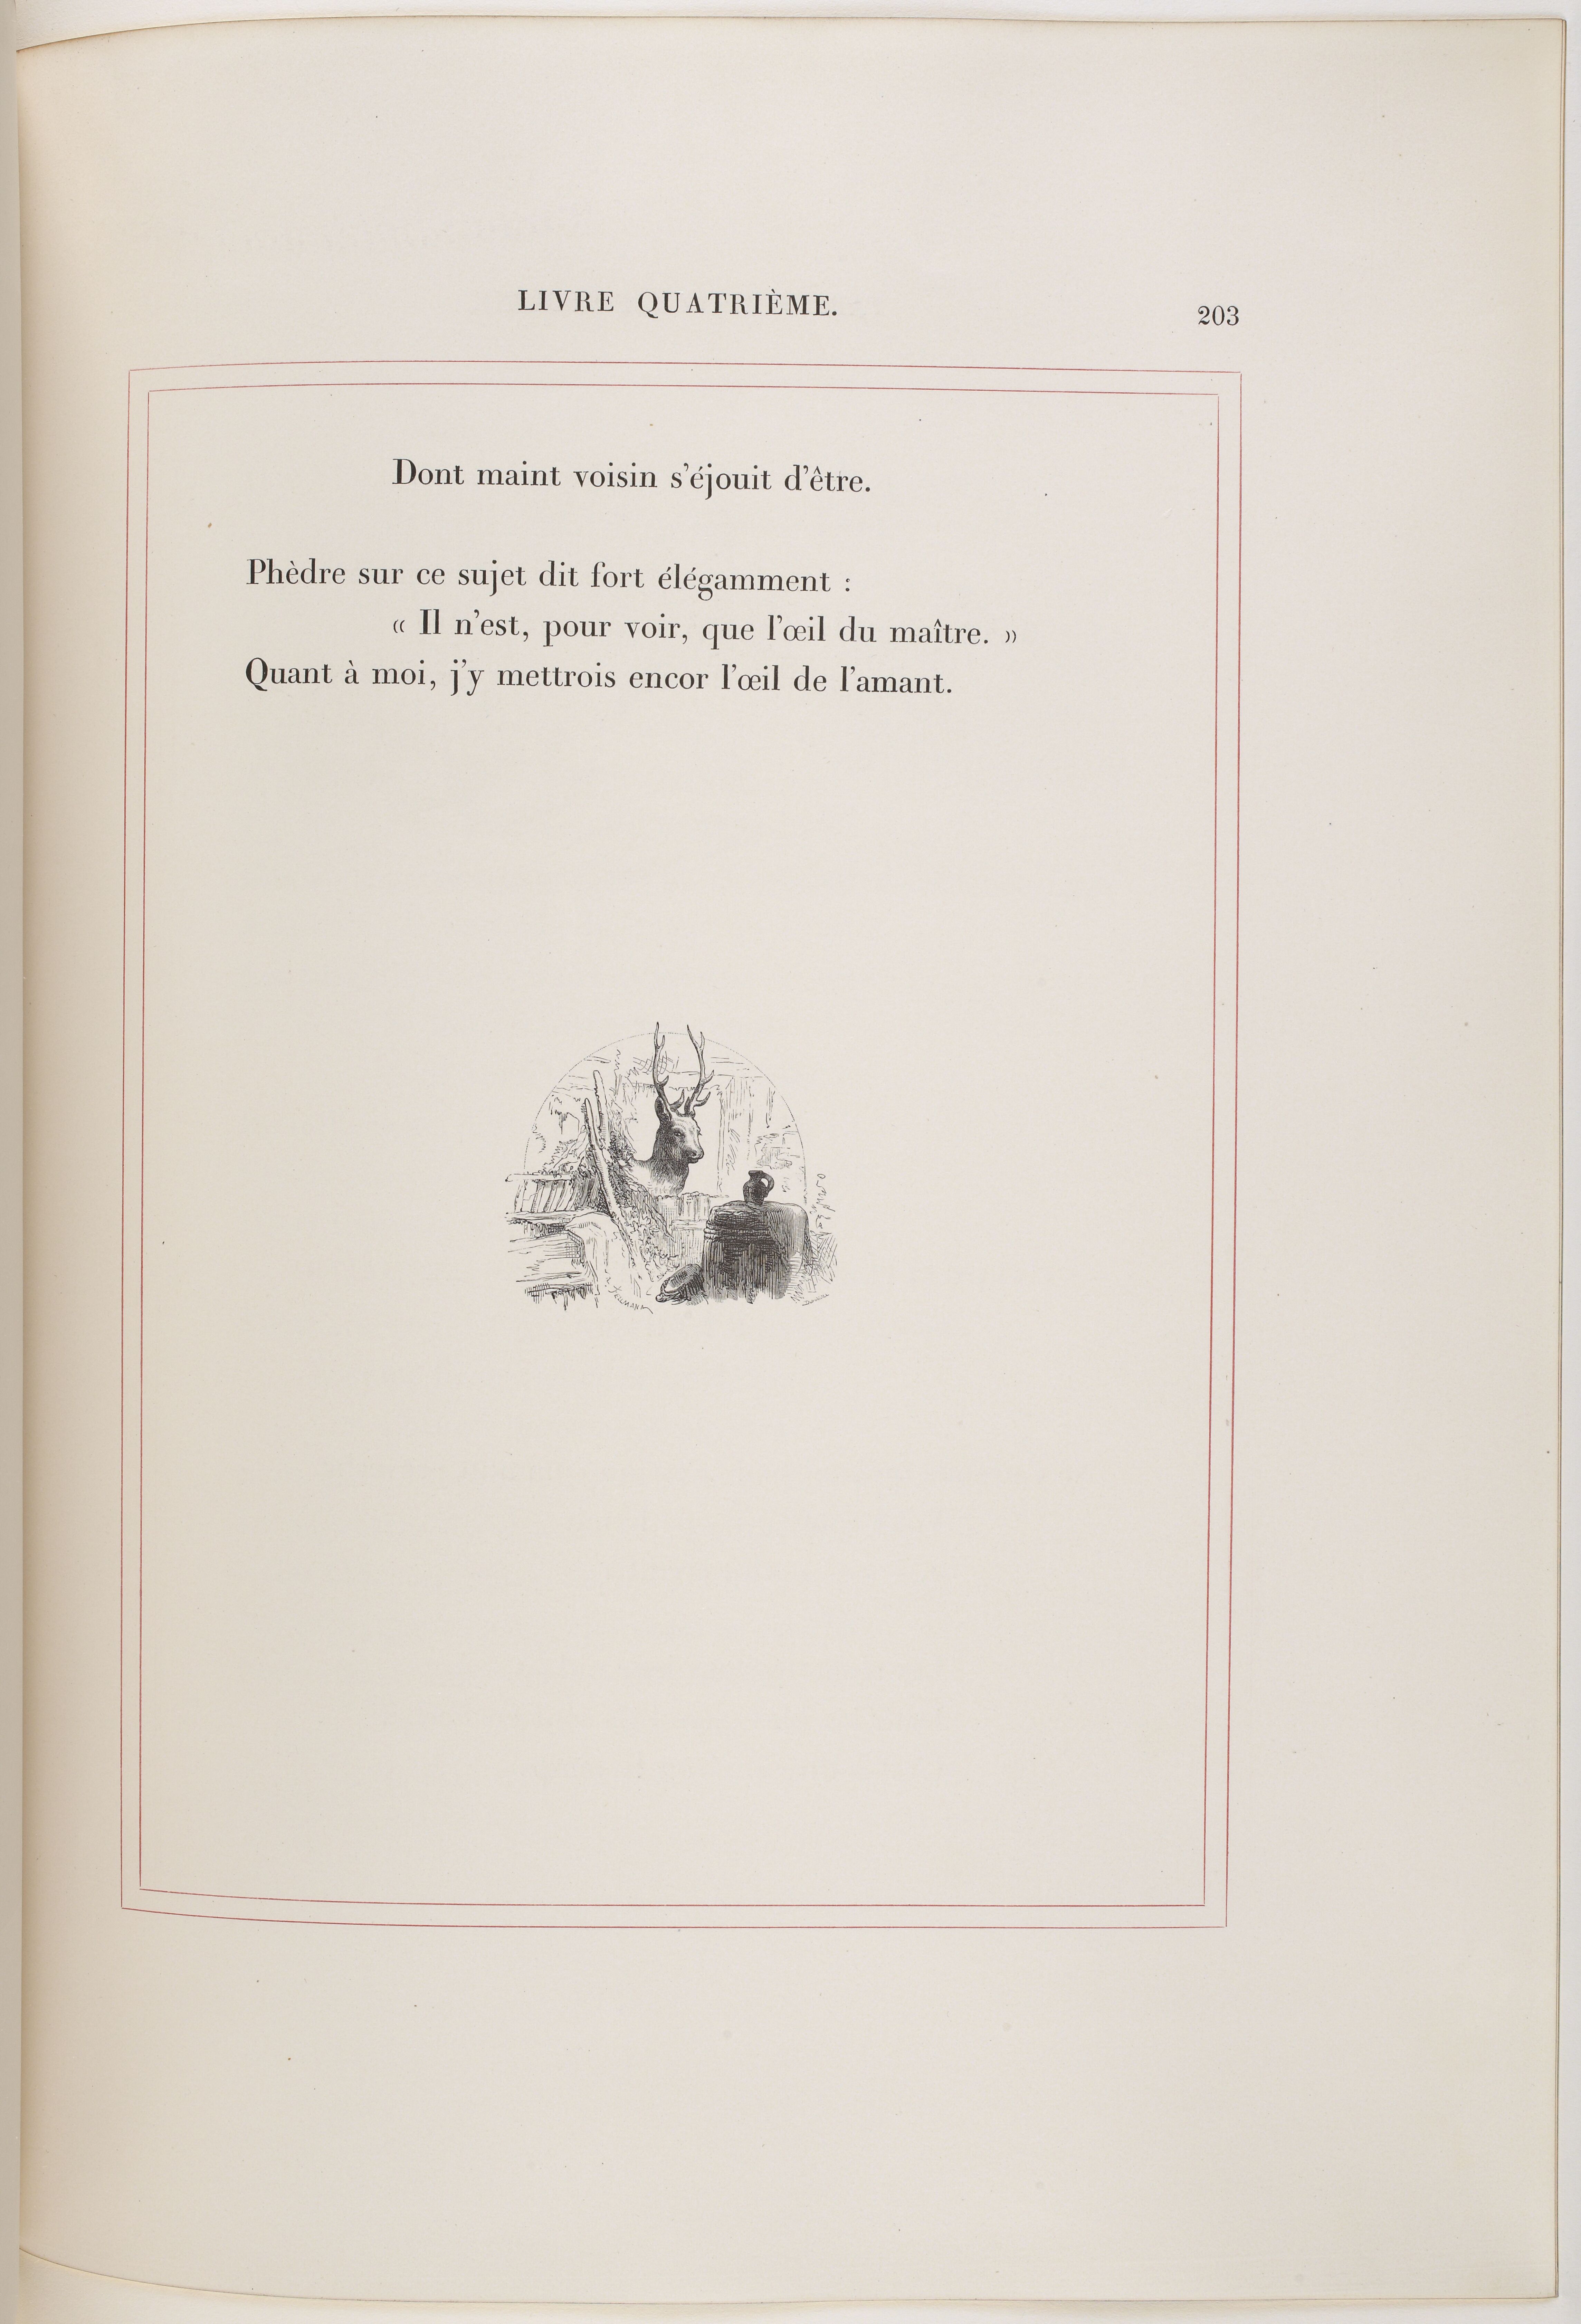 LIVRE QUATRIÈME.
203
Dont maint voisin s'éjouit d'être.
Phèdre sur ce sujet dit fort élégamment :
« Il n'est, pour voir, que l'œil du maître. »
Quant à moi, j'y mettrois encor l'œil de l'amant.